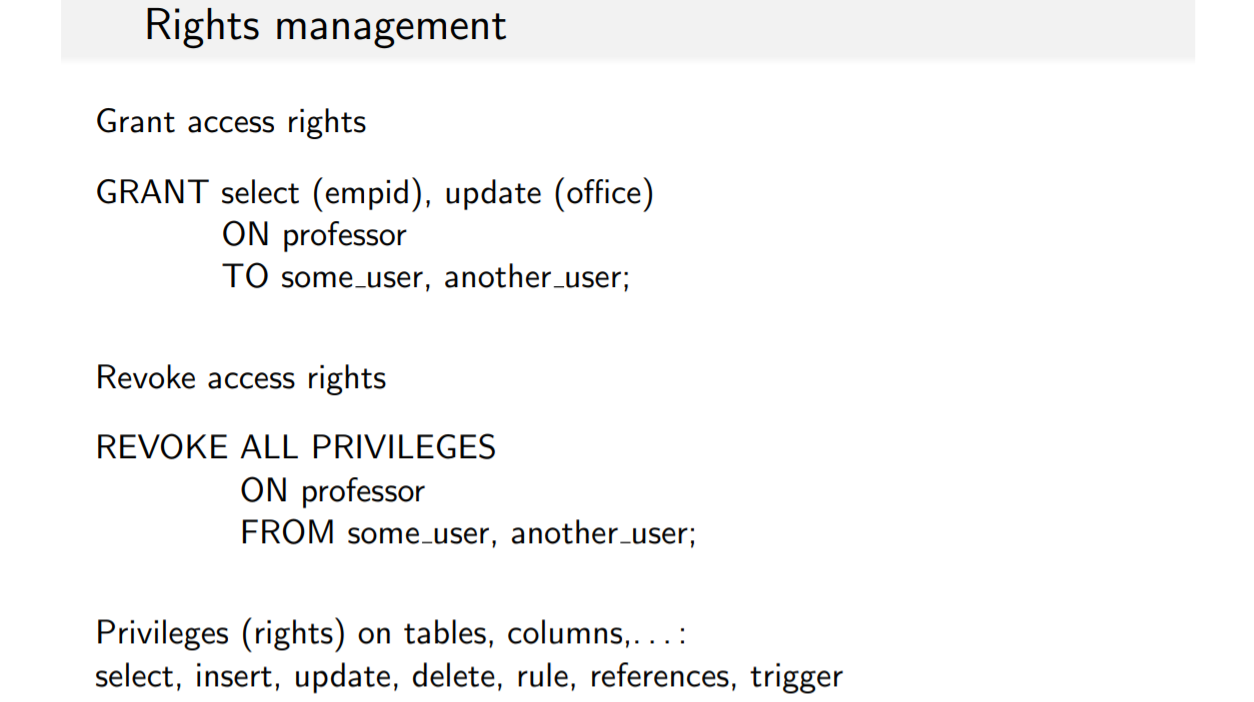 Rights management
Grant access rights
GRANT select (empid), update (office)
ON professor
TO some_user, another_user;
Revoke access rights
REVOKE ALL PRIVILEGES
ON professor
FROM some_user, another_user;
Privileges (rights) on tables, columns,. . . :
select, insert, update, delete, rule, references, trigger